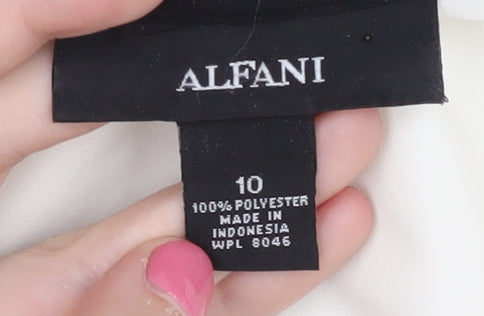 ALFANI
10
100% POLYESTER
MADE IN
INDONESIA
WPL 8046